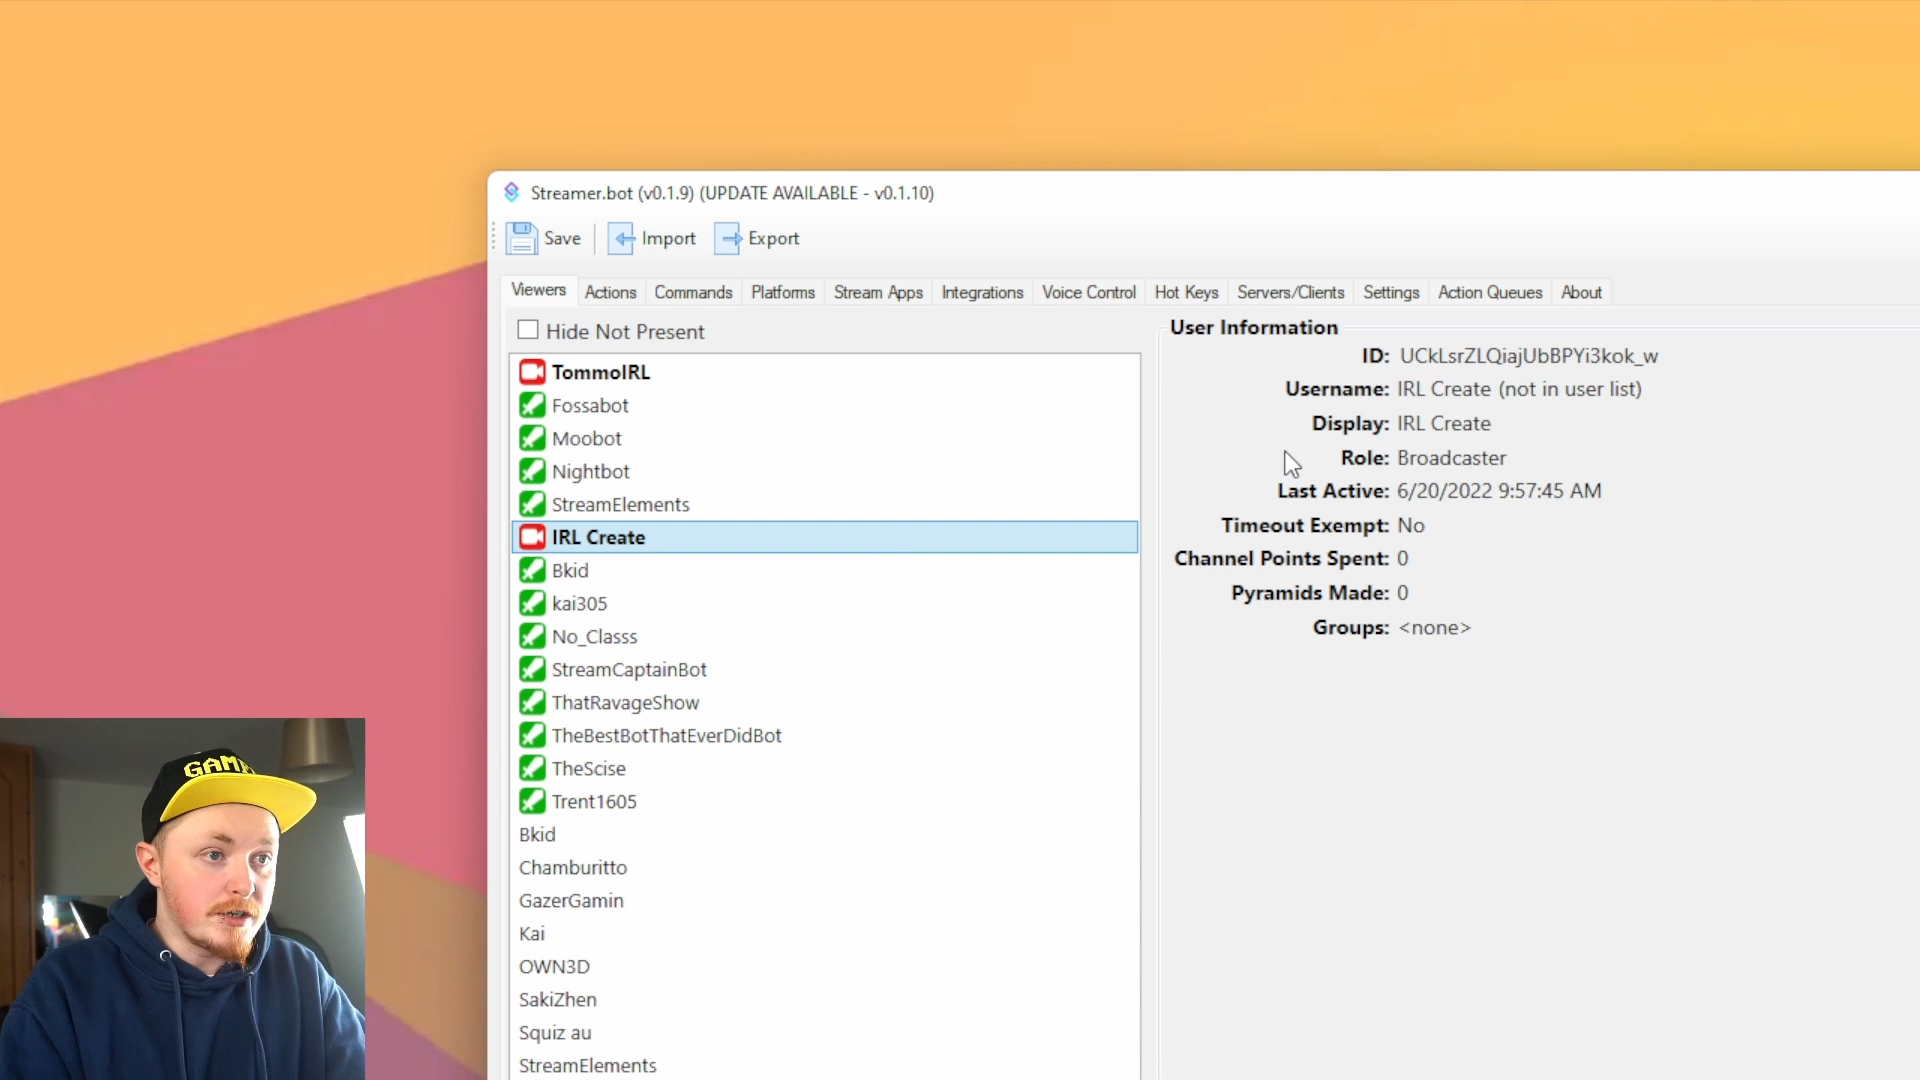 Streamer.bot (v0.1.9) (UPDATE AVAILABLE - v0.1.10)
Save Import Export
Viewers Actions Commands Platforms Stream Apps Integrations Voice Control Hot Keys Servers/Clients Settings Action Queues About
Hide Not Present
TommoIRL
Fossabot
Moobot
Nightbot
StreamElements
IRL Create
Bkid
kai305
No_Classs
StreamCaptainBot
ThatRavageShow
TheBestBotThatEverDidBot
TheScise
Trent1605
Bkid
Chamburitto
GazerGamin
Kai
OWN3D
SakiZhen
Squiz au
StreamElements
User Information
ID: UCkLsrZLQiajUbBPYi3kok_w
Username: IRL Create (not in user list)
Display: IRL Create
Role: Broadcaster
Last Active: 6/20/2022 9:57:45 AM
Timeout Exempt: No
Channel Points Spent: 0
Pyramids Made: 0
Groups: <none>